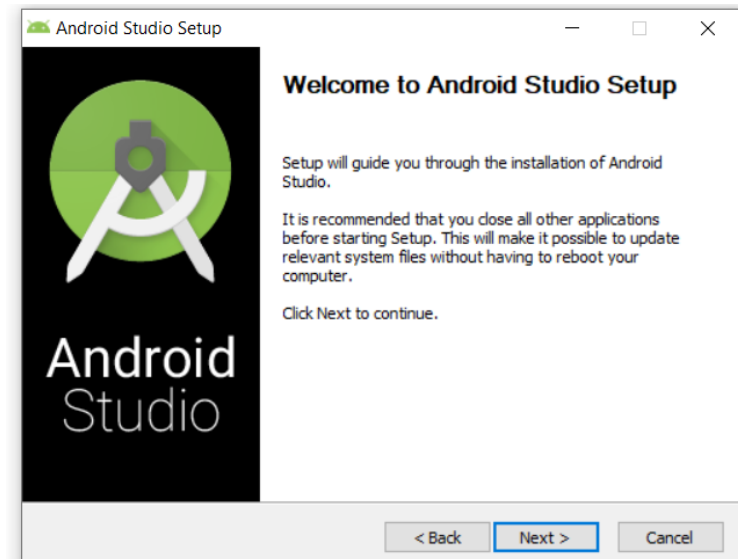 Android Studio Setup
Welcome to Android Studio Setup
Setup will guide you through the installation of Android
Studio.
It is recommended that you close all other applications
before starting Setup. This will make it possible to update
relevant system files without having to reboot your
computer.
Click Next to continue.
Android
Studio
< Back
Next >
Cancel